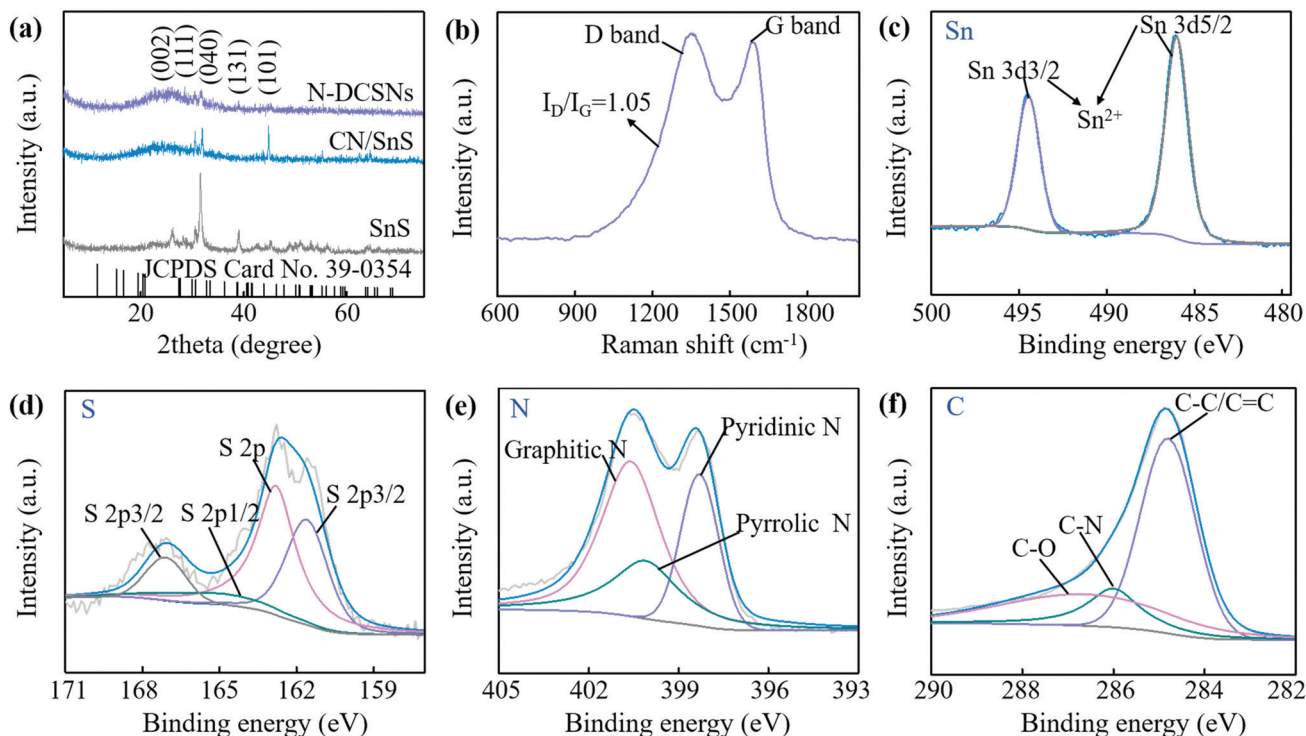 (a)
(002)
(111)
(040)
(131)
(101)
N-DCSNs
CN/SnS
SnS
JCPDS Card No. 39-0354
20
40
60
2theta (degree)
Intensity (a.u.)
(b)
D band
G band
I_D/I_G=1.05
600
900
1200
1500
1800
Raman shift (cm⁻¹)
Intensity (a.u.)
(c)
Sn
Sn 3d5/2
Sn 3d3/2
Sn²⁺
500
495
490
485
480
Binding energy (eV)
Intensity (a.u.)
(d)
S
S 2p
S 2p3/2
S 2p1/2
S 2p3/2
171
168
165
162
159
Binding energy (eV)
Intensity (a.u.)
(e)
N
Graphitic N
Pyridinic N
Pyrrolic N
405
402
399
396
393
Binding energy (eV)
Intensity (a.u.)
(f)
C
C-C/C=C
C-N
C-O
290
288
286
284
282
Binding energy (eV)
Intensity (a.u.)